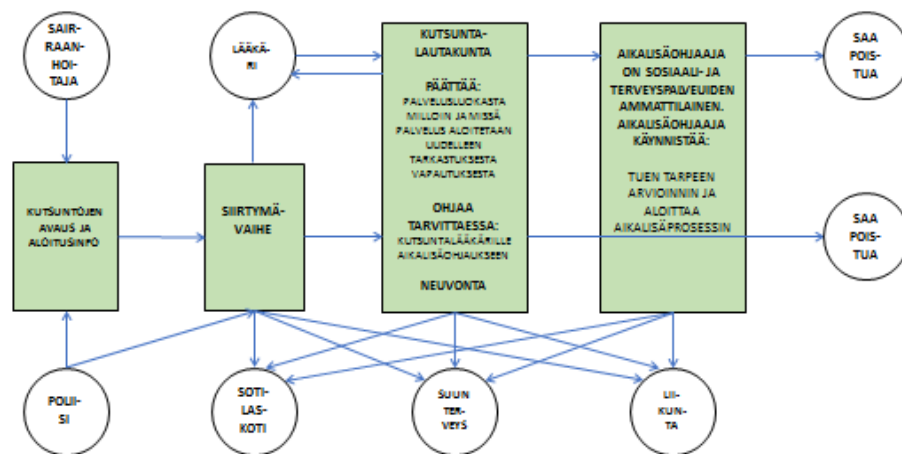 SAIR-
RAAN-
HOI-
TAJA
LÄÄKÄ-
RI
KUTSUNTA-
LAUTAKUNTA
PÄÄTTÄÄ:
PALVELUSLUOKASTA
MILLOIN JA MISSÄ
PALVELUS ALOITETAAN
UUDELLEEN
TARKASTUKSESTA
VAPAUTUKSESTA
OHJAA
TARVITTAESSA:
KUTSUNTALÄÄKÄRILLE
AIKALISÄOHJAUKSEEN
NEUVONTA
AIKALISÄOHJAAJA
ON SOSIAALI- JA
TERVEYSPALVEUIDEN
AMMATTILAINEN.
AIKALISÄOHJAAJA
KÄYNNISTÄÄ:
TUEN TARPEEN
ARVIOINNIN JA
ALOITTAA
AIKALISÄPROSESSIN
SAA
POIS-
TUA
KUTSUNTOJEN
AVAUS JA
ALOITUSINFO
SIIRTYMÄ-
VAIHE
SAA
POIS-
TUA
POLII-
SI
SOTI-
LAS-
KOTI
SUUN
TER-
VEYS
LII-
KUN-
TA